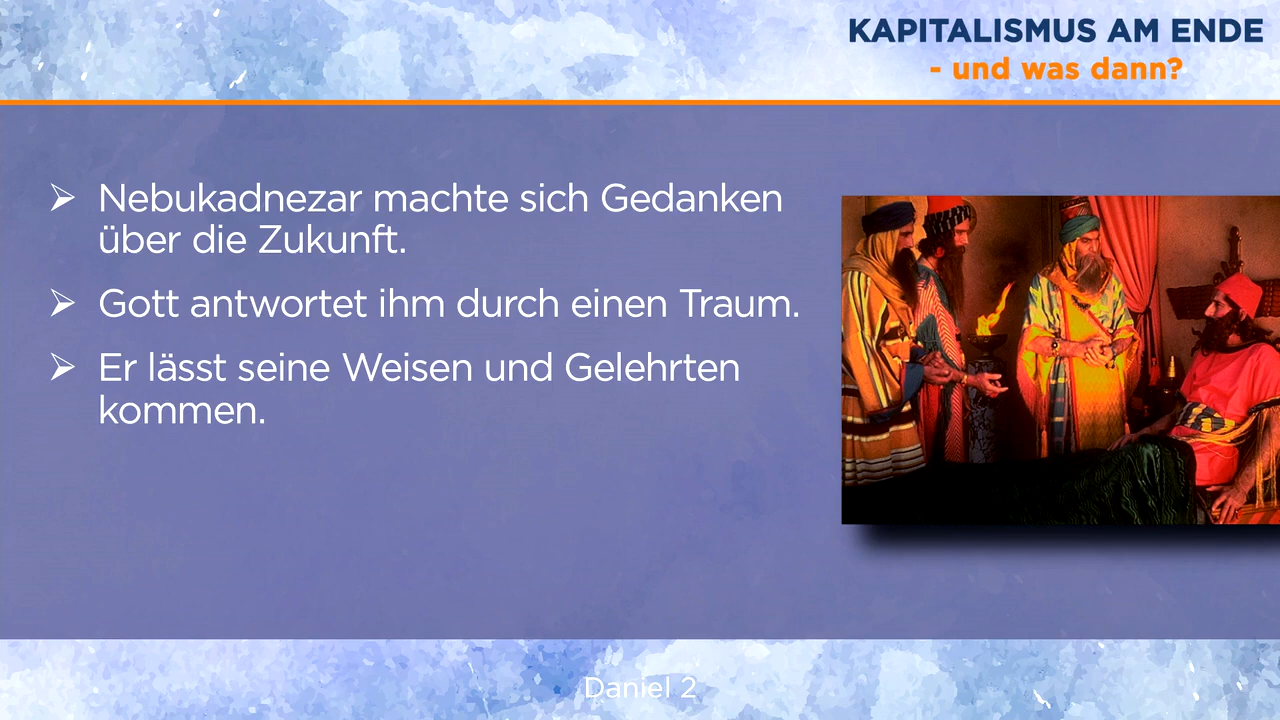 KAPITALISMUS AM ENDE
- und was dann?
➢ Nebukadnezar machte sich Gedanken
über die Zukunft.
➢ Gott antwortet ihm durch einen Traum.
➢ Er lässt seine Weisen und Gelehrten
kommen.
Daniel 2